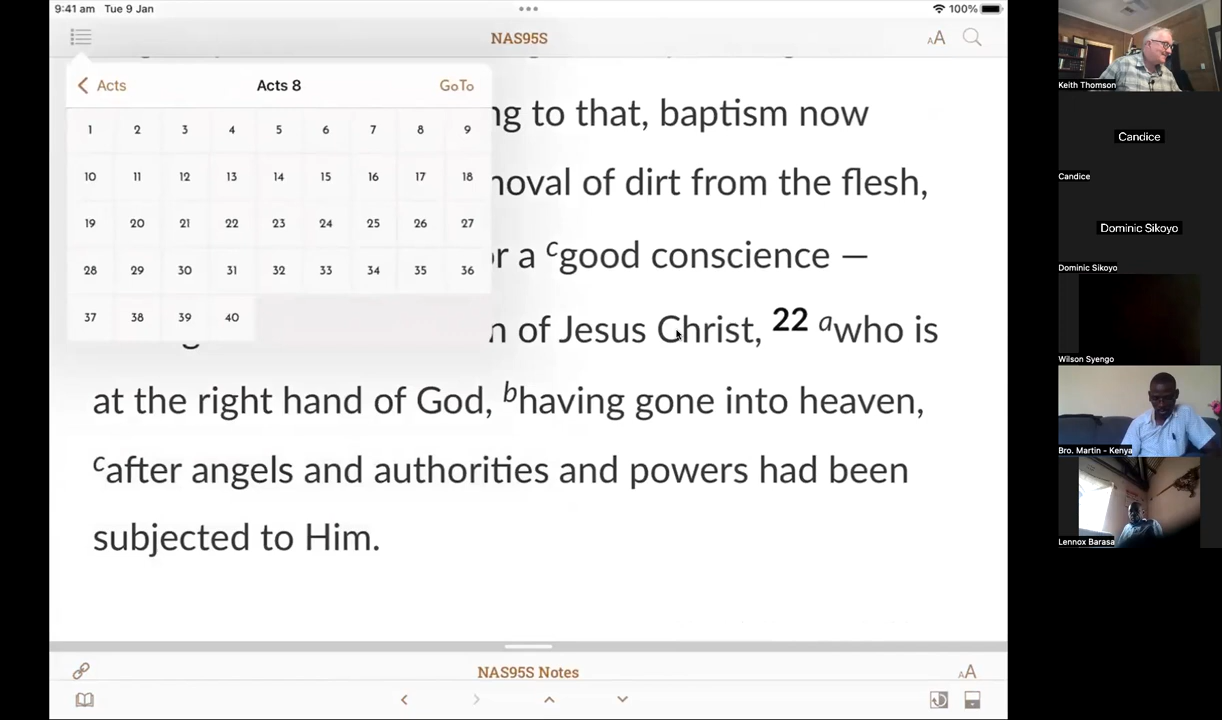 9:41 am Tue 9 Jan
100%
NAS95S
AA
Acts
Acts 8
GoTo
1 2 3 4 5 6 7 8 9
10 11 12 13 14 15 16 17 18
19 20 21 22 23 24 25 26 27
28 29 30 31 32 33 34 35 36
37 38 39 40
ng to that, baptism now
noval of dirt from the flesh,
or a cgood conscience —
n of Jesus Christ, 22 awho is
at the right hand of God, bhaving gone into heaven,
cafter angels and authorities and powers had been
subjected to Him.
NAS95S Notes
AA
Keith Thomson
Candice
Candice
Dominic Sikoyo
Dominic Sikoyo
Wilson Syengo
Bro. Martin - Kenya
Lennox Barasa